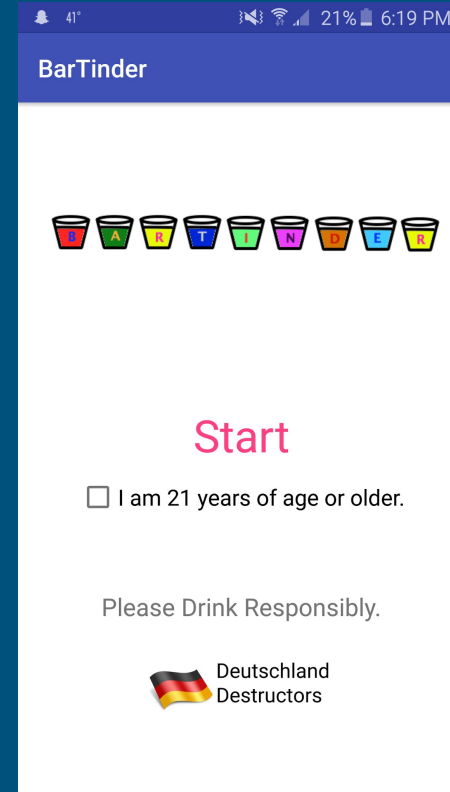 41° 21% 6:19 PM
BarTinder
BARTINDER
Start
I am 21 years of age or older.
Please Drink Responsibly.
Deutschland
Destructors